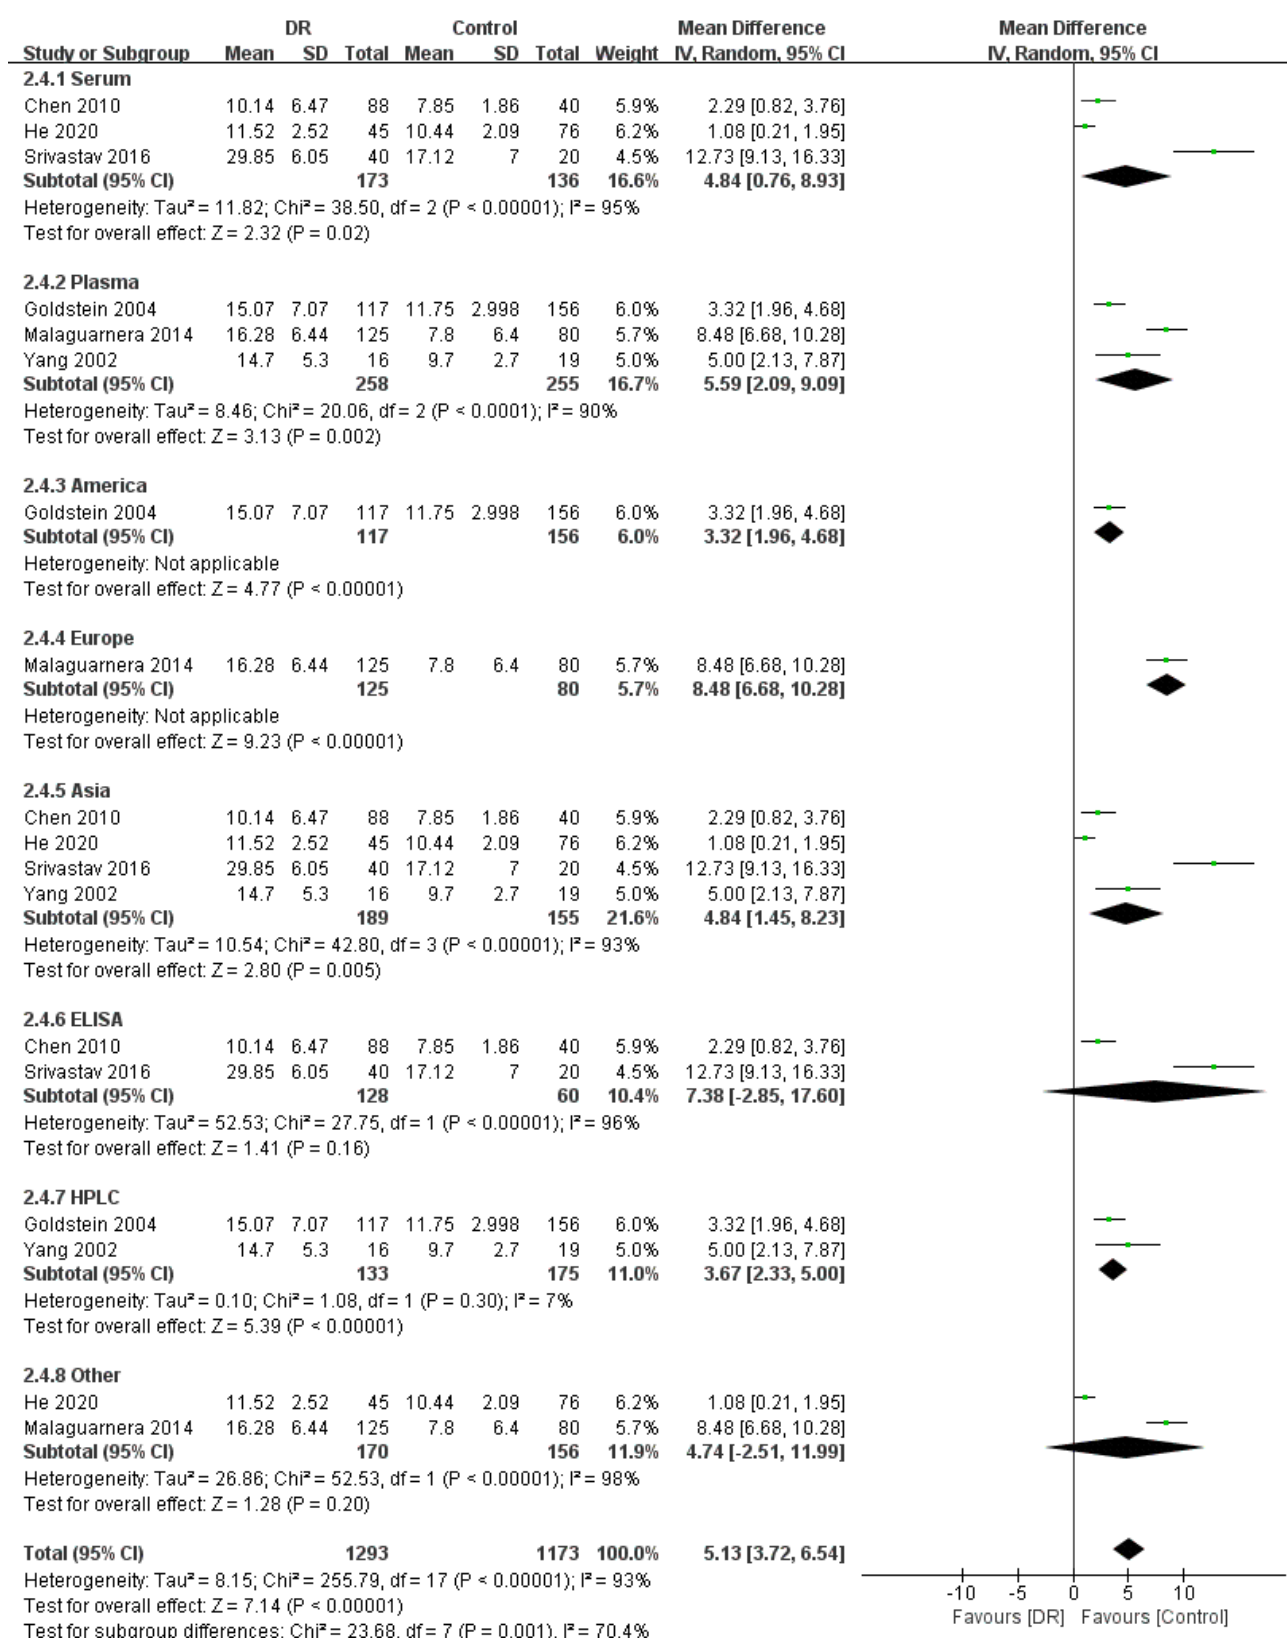 DR Control Mean Difference Mean Difference
Study or Subgroup Mean SD Total Mean SD Total Weight IV, Random, 95% CI IV, Random, 95% CI
2.4.1 Serum
Chen 2010 10.14 6.47 88 7.85 1.86 40 5.9% 2.29 [0.82, 3.76]
He 2020 11.52 2.52 45 10.44 2.09 76 6.2% 1.08 [0.21, 1.95]
Srivastav 2016 29.85 6.05 40 17.12 7 20 4.5% 12.73 [9.13, 16.33]
Subtotal (95% CI) 173 136 16.6% 4.84 [0.76, 8.93]
Heterogeneity: Tau² = 11.82; Chi² = 38.50, df = 2 (P < 0.00001); I² = 95%
Test for overall effect: Z = 2.32 (P = 0.02)
2.4.2 Plasma
Goldstein 2004 15.07 7.07 117 11.75 2.998 156 6.0% 3.32 [1.96, 4.68]
Malaguarnera 2014 16.28 6.44 125 7.8 6.4 80 5.7% 8.48 [6.68, 10.28]
Yang 2002 14.7 5.3 16 9.7 2.7 19 5.0% 5.00 [2.13, 7.87]
Subtotal (95% CI) 258 255 16.7% 5.59 [2.09, 9.09]
Heterogeneity: Tau² = 8.46; Chi² = 20.06, df = 2 (P < 0.0001); I² = 90%
Test for overall effect: Z = 3.13 (P = 0.002)
2.4.3 America
Goldstein 2004 15.07 7.07 117 11.75 2.998 156 6.0% 3.32 [1.96, 4.68]
Subtotal (95% CI) 117 156 6.0% 3.32 [1.96, 4.68]
Heterogeneity: Not applicable
Test for overall effect: Z = 4.77 (P < 0.00001)
2.4.4 Europe
Malaguarnera 2014 16.28 6.44 125 7.8 6.4 80 5.7% 8.48 [6.68, 10.28]
Subtotal (95% CI) 125 80 5.7% 8.48 [6.68, 10.28]
Heterogeneity: Not applicable
Test for overall effect: Z = 9.23 (P < 0.00001)
2.4.5 Asia
Chen 2010 10.14 6.47 88 7.85 1.86 40 5.9% 2.29 [0.82, 3.76]
He 2020 11.52 2.52 45 10.44 2.09 76 6.2% 1.08 [0.21, 1.95]
Srivastav 2016 29.85 6.05 40 17.12 7 20 4.5% 12.73 [9.13, 16.33]
Yang 2002 14.7 5.3 16 9.7 2.7 19 5.0% 5.00 [2.13, 7.87]
Subtotal (95% CI) 189 155 21.6% 4.84 [1.45, 8.23]
Heterogeneity: Tau² = 10.54; Chi² = 42.80, df = 3 (P < 0.00001); I² = 93%
Test for overall effect: Z = 2.80 (P = 0.005)
2.4.6 ELISA
Chen 2010 10.14 6.47 88 7.85 1.86 40 5.9% 2.29 [0.82, 3.76]
Srivastav 2016 29.85 6.05 40 17.12 7 20 4.5% 12.73 [9.13, 16.33]
Subtotal (95% CI) 128 60 10.4% 7.38 [-2.85, 17.60]
Heterogeneity: Tau² = 52.53; Chi² = 27.75, df = 1 (P < 0.00001); I² = 96%
Test for overall effect: Z = 1.41 (P = 0.16)
2.4.7 HPLC
Goldstein 2004 15.07 7.07 117 11.75 2.998 156 6.0% 3.32 [1.96, 4.68]
Yang 2002 14.7 5.3 16 9.7 2.7 19 5.0% 5.00 [2.13, 7.87]
Subtotal (95% CI) 133 175 11.0% 3.67 [2.33, 5.00]
Heterogeneity: Tau² = 0.10; Chi² = 1.08, df = 1 (P = 0.30); I² = 7%
Test for overall effect: Z = 5.39 (P < 0.00001)
2.4.8 Other
He 2020 11.52 2.52 45 10.44 2.09 76 6.2% 1.08 [0.21, 1.95]
Malaguarnera 2014 16.28 6.44 125 7.8 6.4 80 5.7% 8.48 [6.68, 10.28]
Subtotal (95% CI) 170 156 11.9% 4.74 [-2.51, 11.99]
Heterogeneity: Tau² = 26.86; Chi² = 52.53, df = 1 (P < 0.00001); I² = 98%
Test for overall effect: Z = 1.28 (P = 0.20)
Total (95% CI) 1293 1173 100.0% 5.13 [3.72, 6.54]
Heterogeneity: Tau² = 8.15; Chi² = 255.79, df = 17 (P < 0.00001); I² = 93%
-10 -5 0 5 10
Test for overall effect: Z = 7.14 (P < 0.00001)
Favours [DR] Favours [Control]
Test for subgroup differences: Chi² = 23.68, df = 7 (P = 0.001), I² = 70.4%